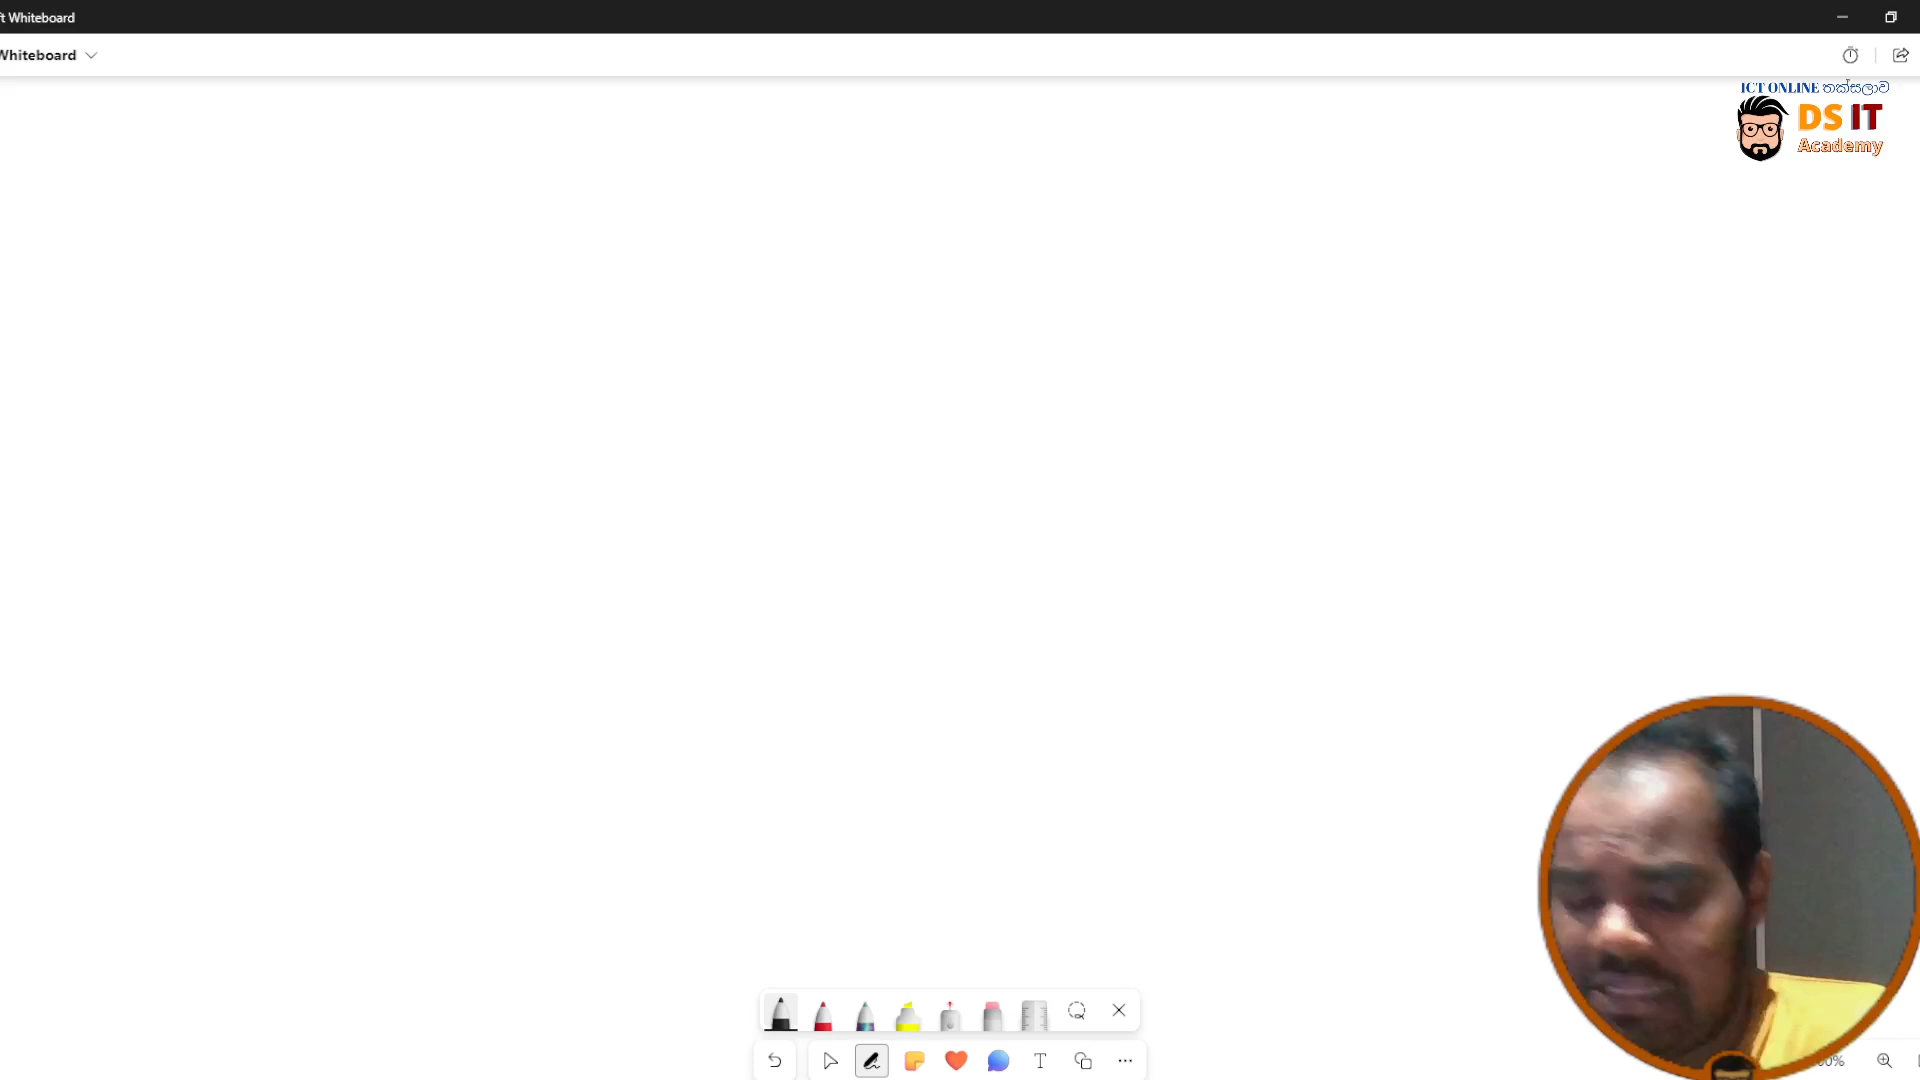 t Whiteboard
Whiteboard
ICT ONLINE තක්සලාව
DS IT
Academy